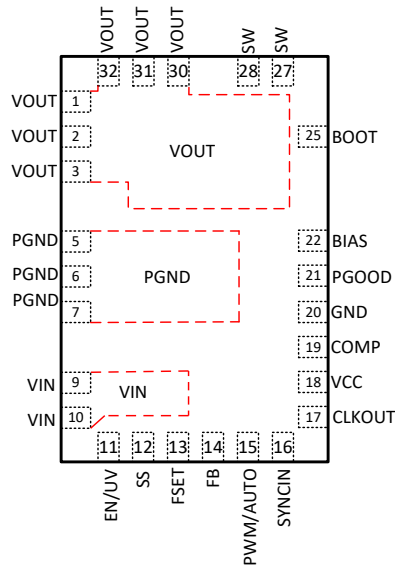 VOUT VOUT VOUT SW SW
32 31 30 28 27
VOUT 1
VOUT 2
VOUT 3
VOUT
25 BOOT
PGND 5
PGND 6
PGND 7
PGND
22 BIAS
21 PGOOD
20 GND
19 COMP
18 VCC
17 CLKOUT
VIN 9
VIN 10
VIN
11 12 13 14 15 16
EN/UV SS FSET FB PWM/AUTO SYNCIN